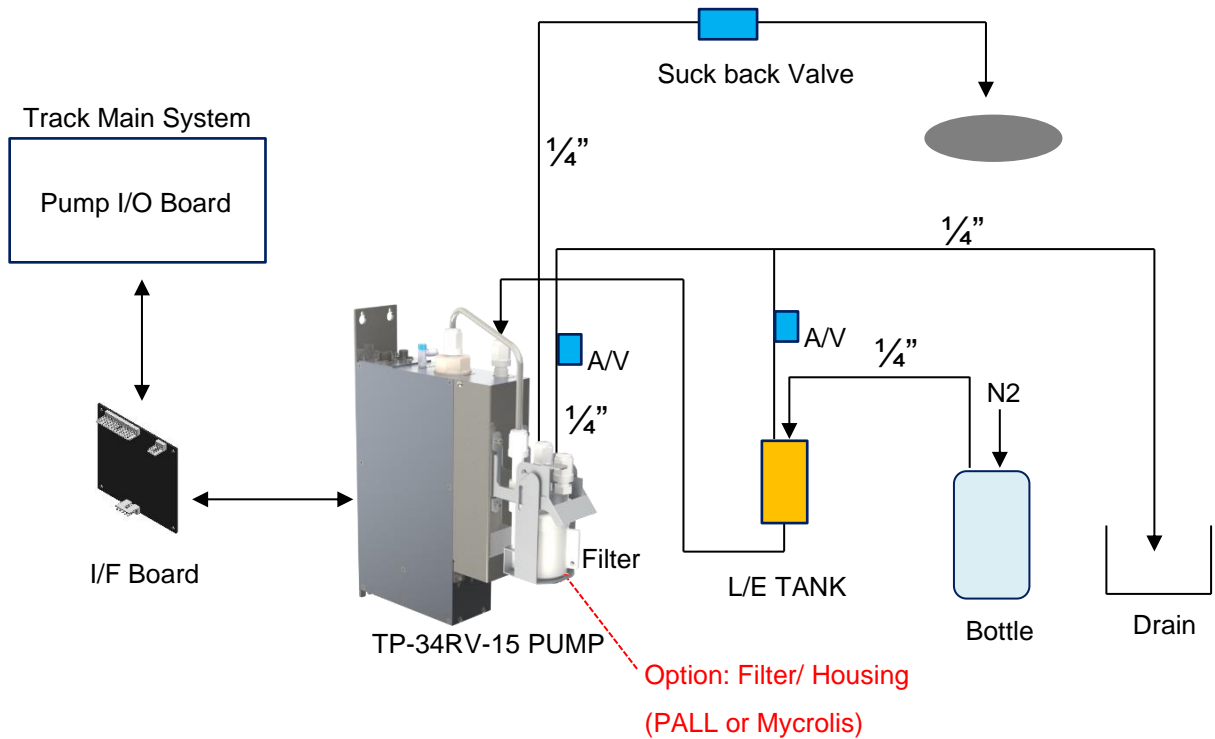 Suck back Valve
Track Main System
Pump I/O Board
¼”
¼”
A/V
A/V
¼”
N2
¼”
I/F Board
Filter
TP-34RV-15 PUMP
L/E TANK
Bottle
Drain
Option: Filter/ Housing
(PALL or Mycrolis)